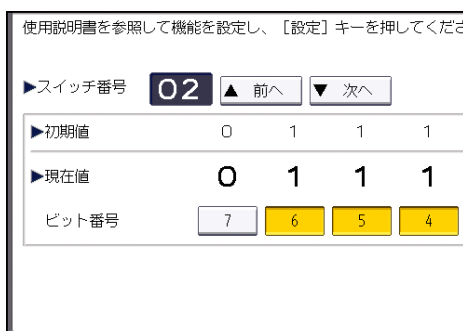 使用説明書を参照して機能を設定し、［設定］キーを押してくださ
▶スイッチ番号 02 ▲ 前へ ▼ 次へ
▶初期値 0 1 1 1
▶現在値 0 1 1 1
ビット番号 7 6 5 4